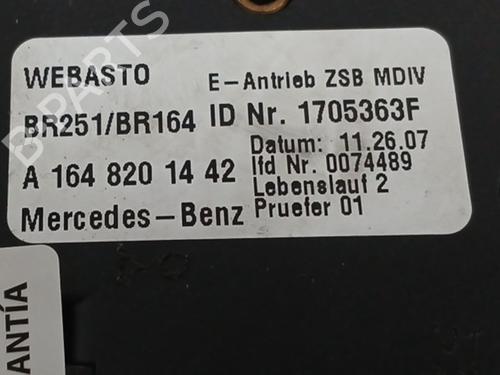 WEBASTO E-Antrieb ZSB MDIV
BR251/BR164 ID Nr. 1705363F
A 164 820 14 42 Datum: 11.26.07
lfd Nr. 0074489
Lebenslauf 2
Mercedes-Benz Pruefer 01
ANTÍA
B PARTS